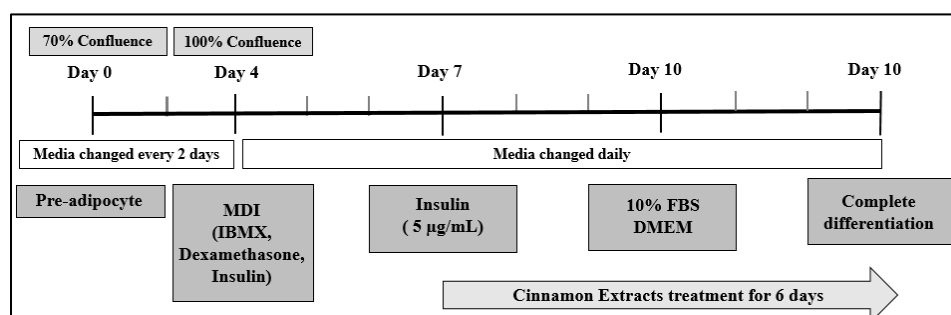 70% Confluence
100% Confluence
Day 0
Day 4
Day 7
Day 10
Day 10
Media changed every 2 days
Media changed daily
Pre-adipocyte
MDI
(IBMX,
Dexamethasone,
Insulin)
Insulin
( 5 µg/mL)
10% FBS
DMEM
Complete
differentiation
Cinnamon Extracts treatment for 6 days